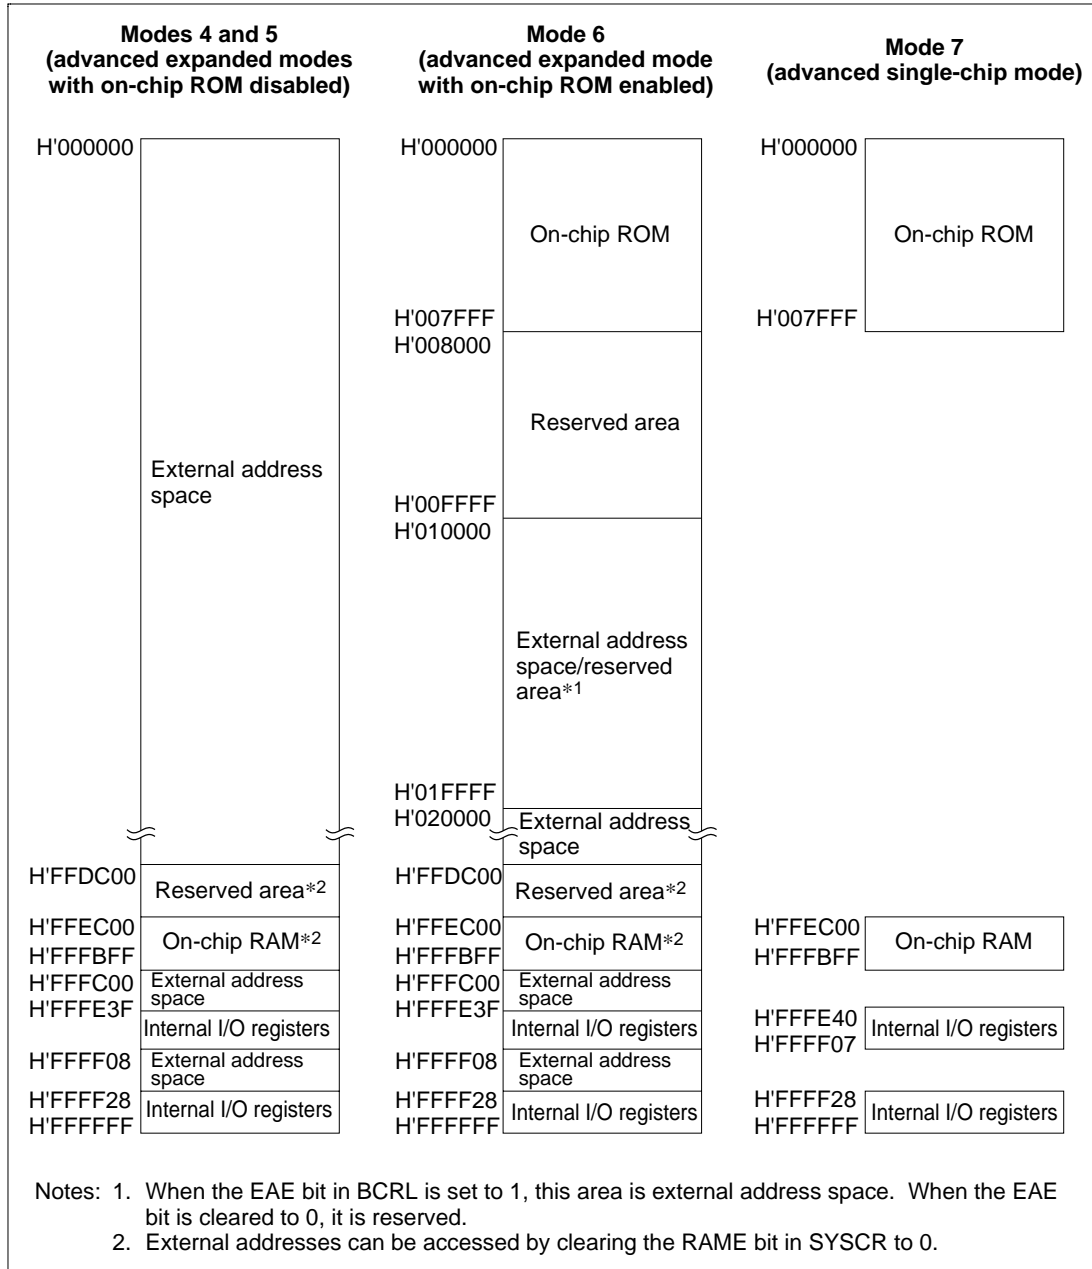 Modes 4 and 5
(advanced expanded modes
with on-chip ROM disabled)
Mode 6
(advanced expanded mode
with on-chip ROM enabled)
Mode 7
(advanced single-chip mode)
H'000000
External address
space
H'FFDC00
Reserved area*2
H'FFEC00
On-chip RAM*2
H'FFFBFF
H'FFFC00
External address
space
H'FFFE3F
Internal I/O registers
H'FFFF08
External address
space
H'FFFF28
Internal I/O registers
H'FFFFFF
H'000000
On-chip ROM
H'007FFF
H'008000
Reserved area
H'00FFFF
H'010000
External address
space/reserved
area*1
H'01FFFF
H'020000
External address
space
H'FFDC00
Reserved area*2
H'FFEC00
On-chip RAM*2
H'FFFBFF
H'FFFC00
External address
space
H'FFFE3F
Internal I/O registers
H'FFFF08
External address
space
H'FFFF28
Internal I/O registers
H'FFFFFF
H'000000
On-chip ROM
H'007FFF
H'FFEC00
On-chip RAM
H'FFFBFF
H'FFFE40
Internal I/O registers
H'FFFF07
H'FFFF28
Internal I/O registers
H'FFFFFF
Notes: 1. When the EAE bit in BCRL is set to 1, this area is external address space. When the EAE
bit is cleared to 0, it is reserved.
2. External addresses can be accessed by clearing the RAME bit in SYSCR to 0.